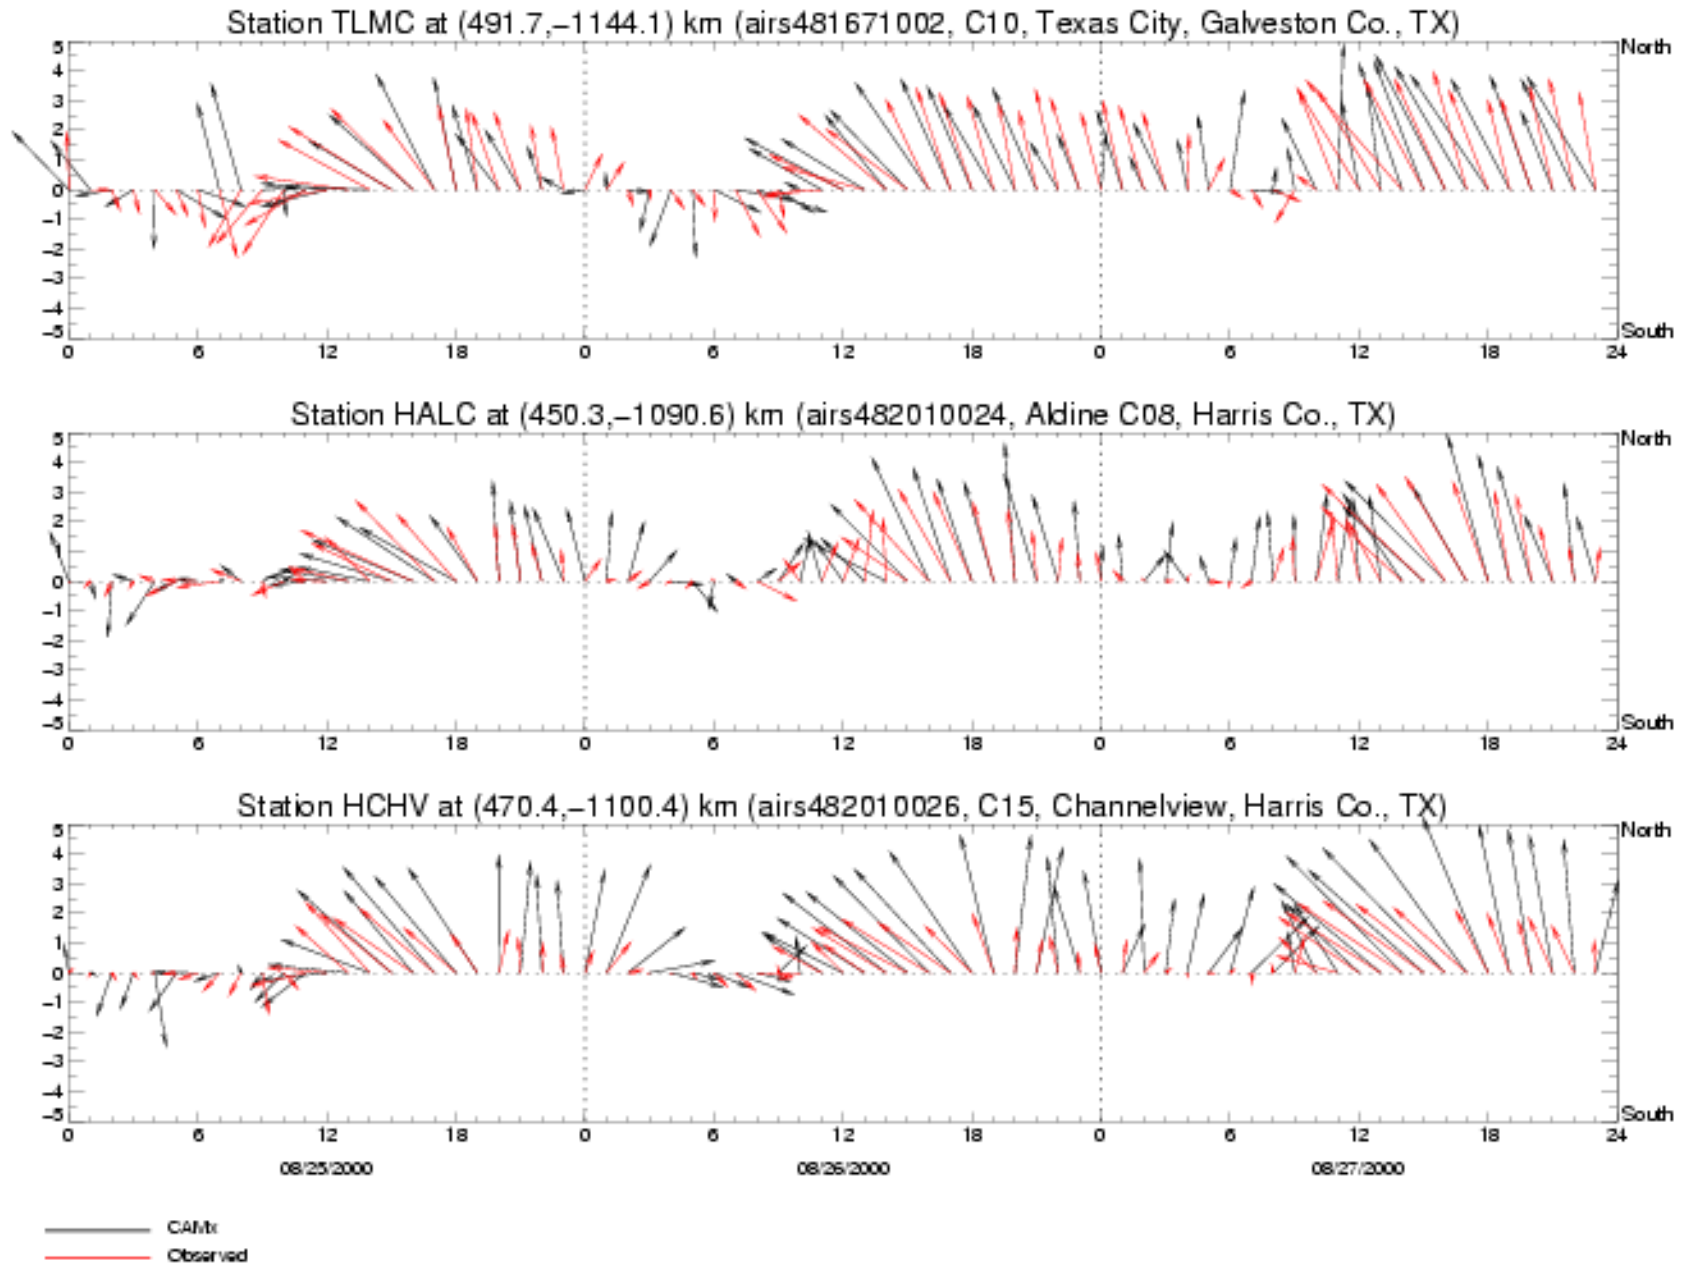 Station TLMC at (491.7,−1144.1) km (airs481671002, C10, Texas City, Galveston Co., TX)
5 North
4
3
2
1
0
−1
−2
−3
−4
−5 South
0 6 12 18 0 6 12 18 0 6 12 18 24
Station HALC at (450.3,−1090.6) km (airs482010024, Aldine C08, Harris Co., TX)
5 North
4
3
2
1
0
−1
−2
−3
−4
−5 South
0 6 12 18 0 6 12 18 0 6 12 18 24
Station HCHV at (470.4,−1100.4) km (airs482010026, C15, Channelview, Harris Co., TX)
5 North
4
3
2
1
0
−1
−2
−3
−4
−5 South
0 6 12 18 0 6 12 18 0 6 12 18 24
08/25/2000 08/26/2000 08/27/2000
CAMx
Observed